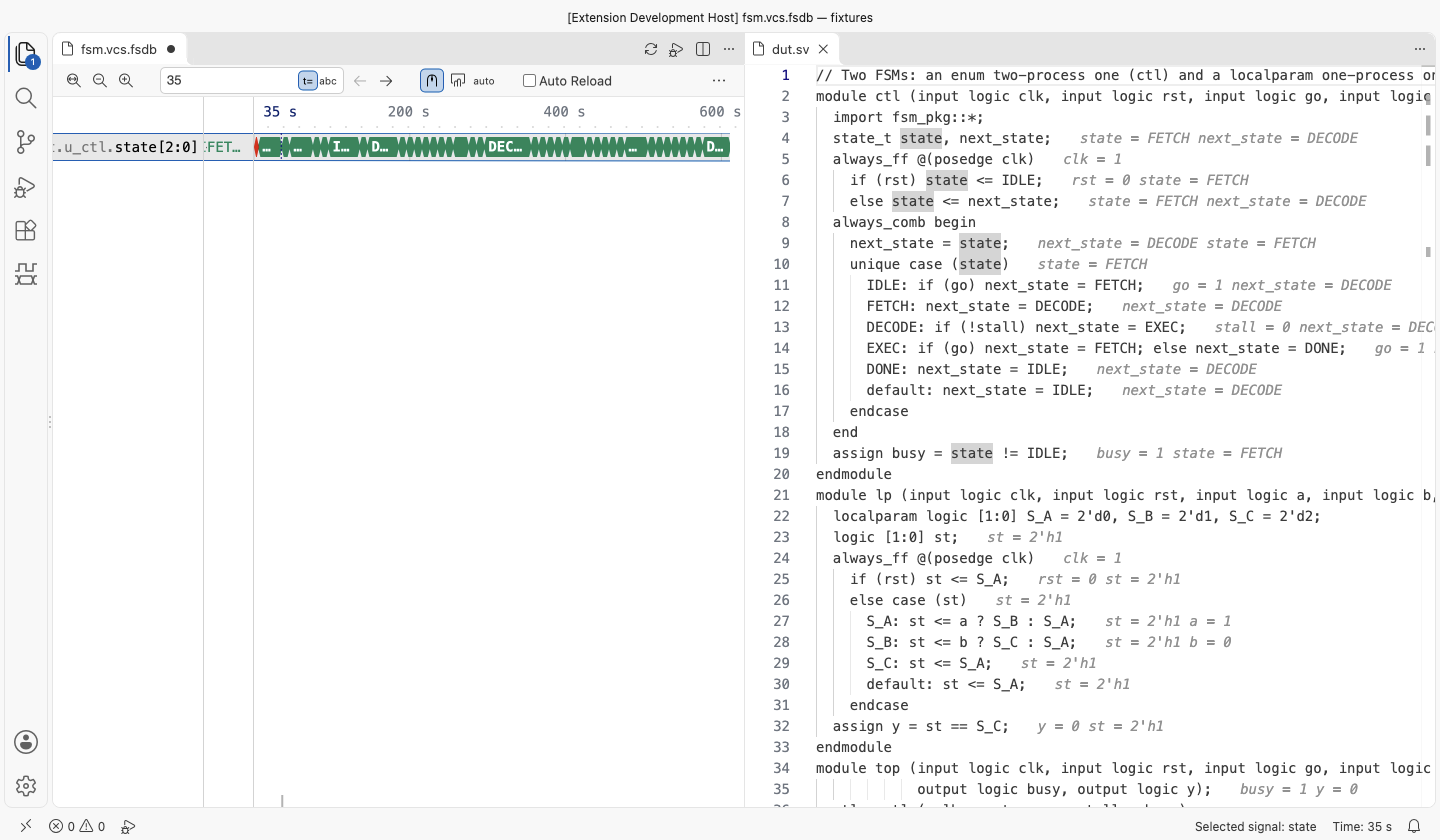 [Extension Development Host] fsm.vcs.fsdb — fixtures
1
fsm.vcs.fsdb
35
t=
abc
auto
Auto Reload
35 s
200 s
400 s
600 s
.u_ctl.state[2:0]
FET…
…
…
I…
D…
DEC…
…
D…
dut.sv
1 // Two FSMs: an enum two-process one (ctl) and a localparam one-process
2 module ctl (input logic clk, input logic rst, input logic go, input logic
3 import fsm_pkg::*;
4 state_t state, next_state; state = FETCH next_state = DECODE
5 always_ff @(posedge clk) clk = 1
6 if (rst) state <= IDLE; rst = 0 state = FETCH
7 else state <= next_state; state = FETCH next_state = DECODE
8 always_comb begin
9 next_state = state; next_state = DECODE state = FETCH
10 unique case (state) state = FETCH
11 IDLE: if (go) next_state = FETCH; go = 1 next_state = DECODE
12 FETCH: next_state = DECODE; next_state = DECODE
13 DECODE: if (!stall) next_state = EXEC; stall = 0 next_state = DEC
14 EXEC: if (go) next_state = FETCH; else next_state = DONE; go = 1
15 DONE: next_state = IDLE; next_state = DECODE
16 default: next_state = IDLE; next_state = DECODE
17 endcase
18 end
19 assign busy = state != IDLE; busy = 1 state = FETCH
20 endmodule
21 module lp (input logic clk, input logic rst, input logic a, input logic b,
22 localparam logic [1:0] S_A = 2'd0, S_B = 2'd1, S_C = 2'd2;
23 logic [1:0] st; st = 2'h1
24 always_ff @(posedge clk) clk = 1
25 if (rst) st <= S_A; rst = 0 st = 2'h1
26 else case (st) st = 2'h1
27 S_A: st <= a ? S_B : S_A; st = 2'h1 a = 1
28 S_B: st <= b ? S_C : S_A; st = 2'h1 b = 0
29 S_C: st <= S_A; st = 2'h1
30 default: st <= S_A; st = 2'h1
31 endcase
32 assign y = st == S_C; y = 0 st = 2'h1
33 endmodule
34 module top (input logic clk, input logic rst, input logic go, input logic
35 output logic busy, output logic y); busy = 1 y = 0
0
0
Selected signal: state
Time: 35 s